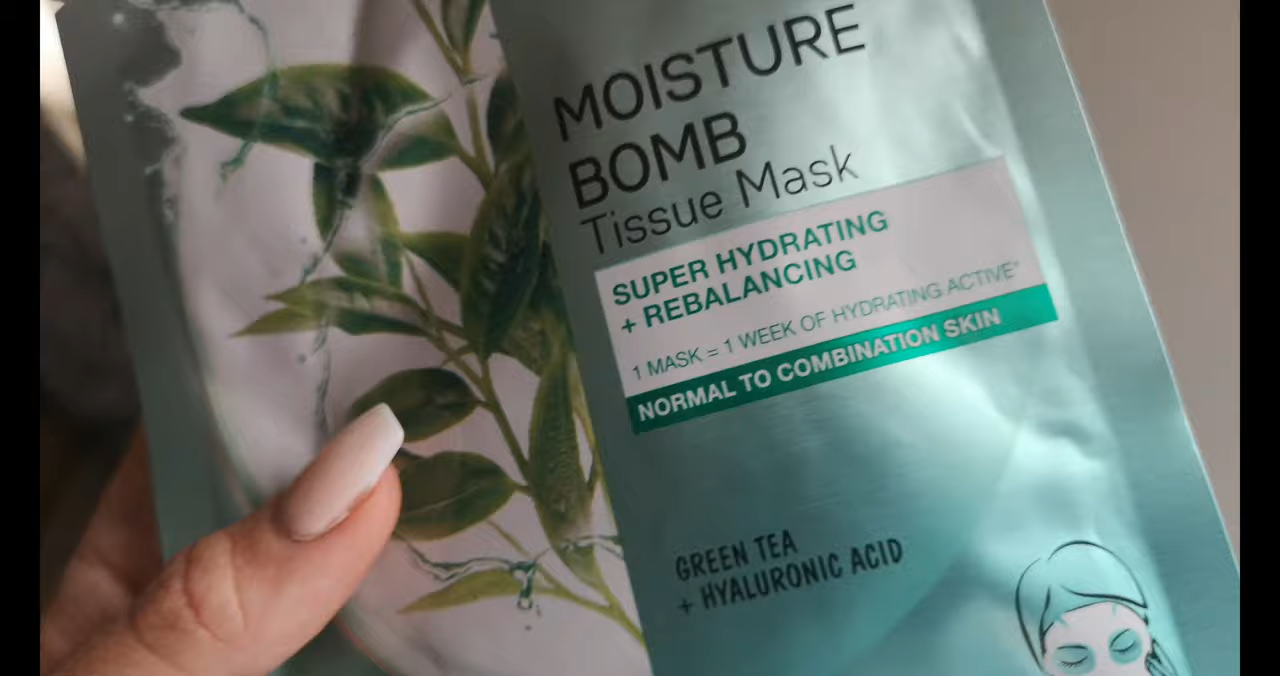 MOISTURE
BOMB
Tissue Mask
SUPER HYDRATING
+ REBALANCING
1 MASK = 1 WEEK OF HYDRATING ACTIVE*
NORMAL TO COMBINATION SKIN
GREEN TEA
+ HYALURONIC ACID